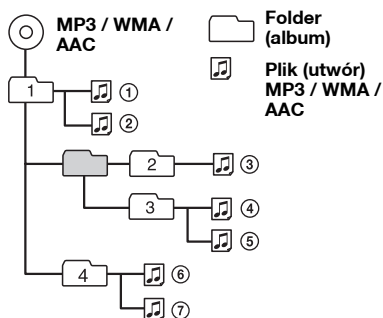 MP3 / WMA /
AAC
Folder
(album)
Plik (utwór)
MP3 / WMA /
AAC
1
①
②
2
③
3
④
⑤
4
⑥
⑦